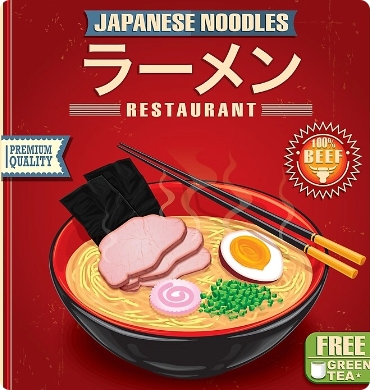 JAPANESE NOODLES
ラーメン
RESTAURANT
PREMIUM
QUALITY
100%
BEEF
FREE
GREEN
TEA*